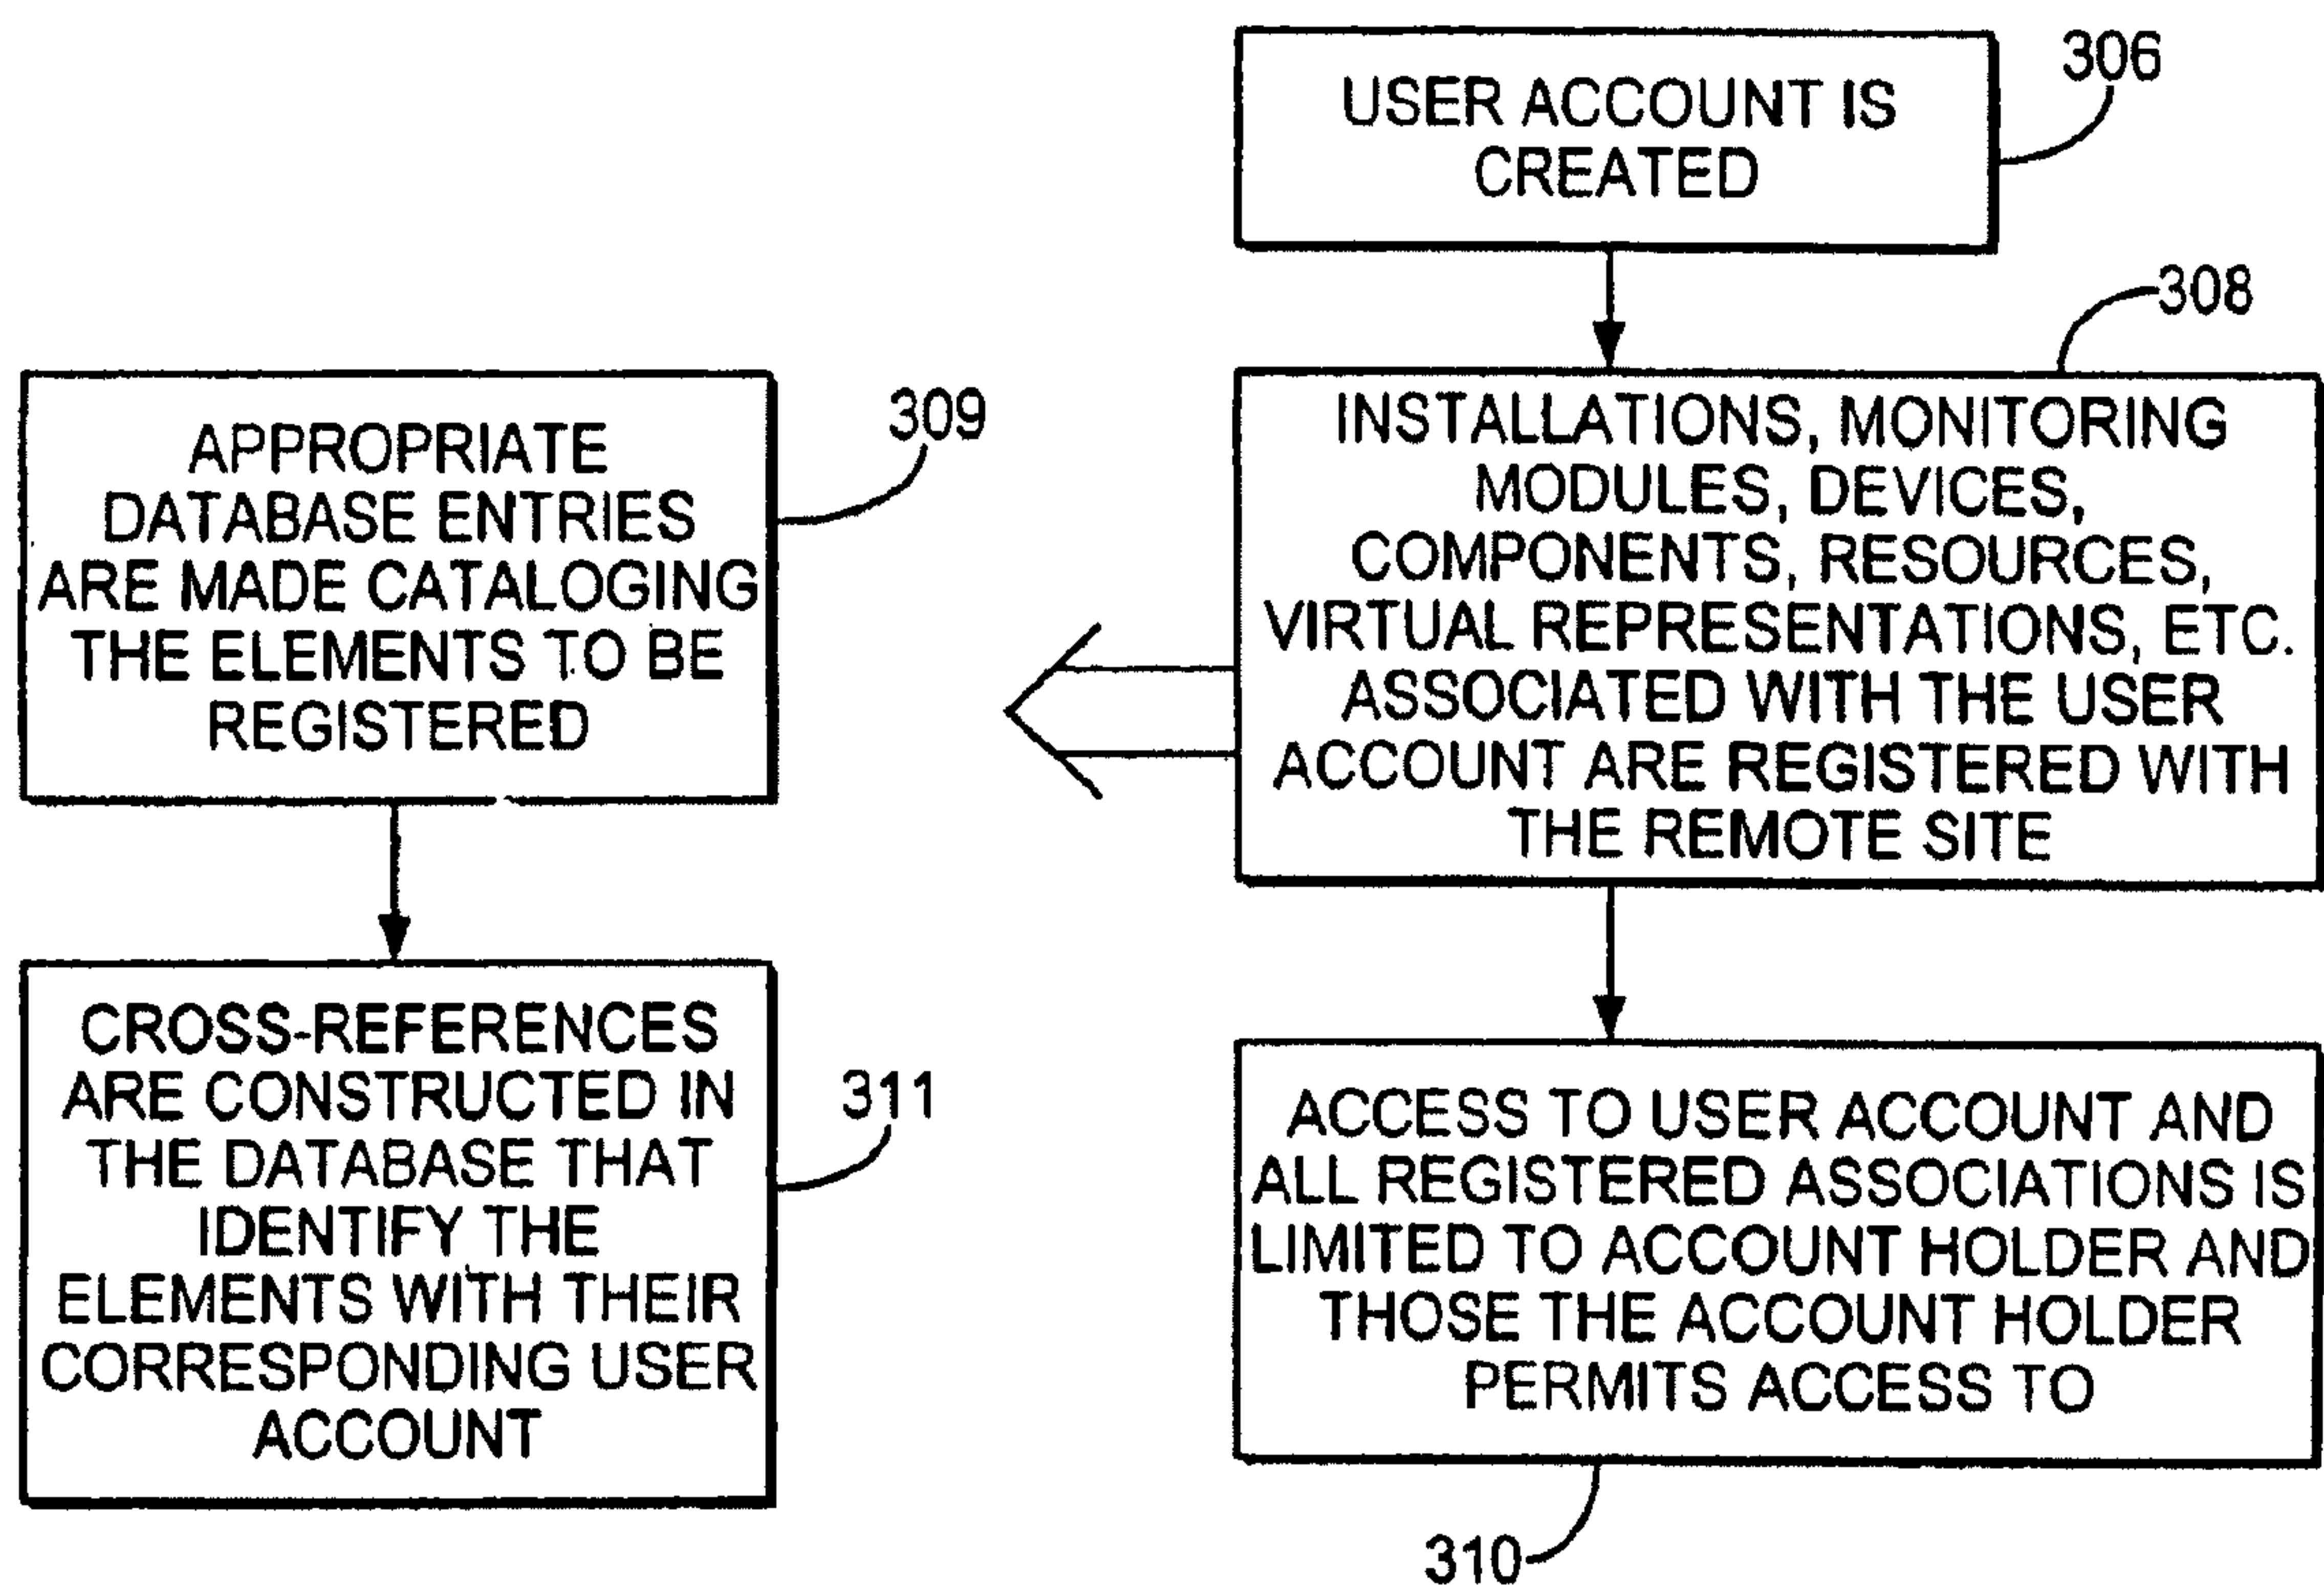 USER ACCOUNT IS
CREATED
306
308
INSTALLATIONS, MONITORING
MODULES, DEVICES,
COMPONENTS, RESOURCES,
VIRTUAL REPRESENTATIONS, ETC.
ASSOCIATED WITH THE USER
ACCOUNT ARE REGISTERED WITH
THE REMOTE SITE
309
APPROPRIATE
DATABASE ENTRIES
ARE MADE CATALOGING
THE ELEMENTS TO BE
REGISTERED
CROSS-REFERENCES
ARE CONSTRUCTED IN
THE DATABASE THAT
IDENTIFY THE
ELEMENTS WITH THEIR
CORRESPONDING USER
ACCOUNT
311
ACCESS TO USER ACCOUNT AND
ALL REGISTERED ASSOCIATIONS IS
LIMITED TO ACCOUNT HOLDER AND
THOSE THE ACCOUNT HOLDER
PERMITS ACCESS TO
310